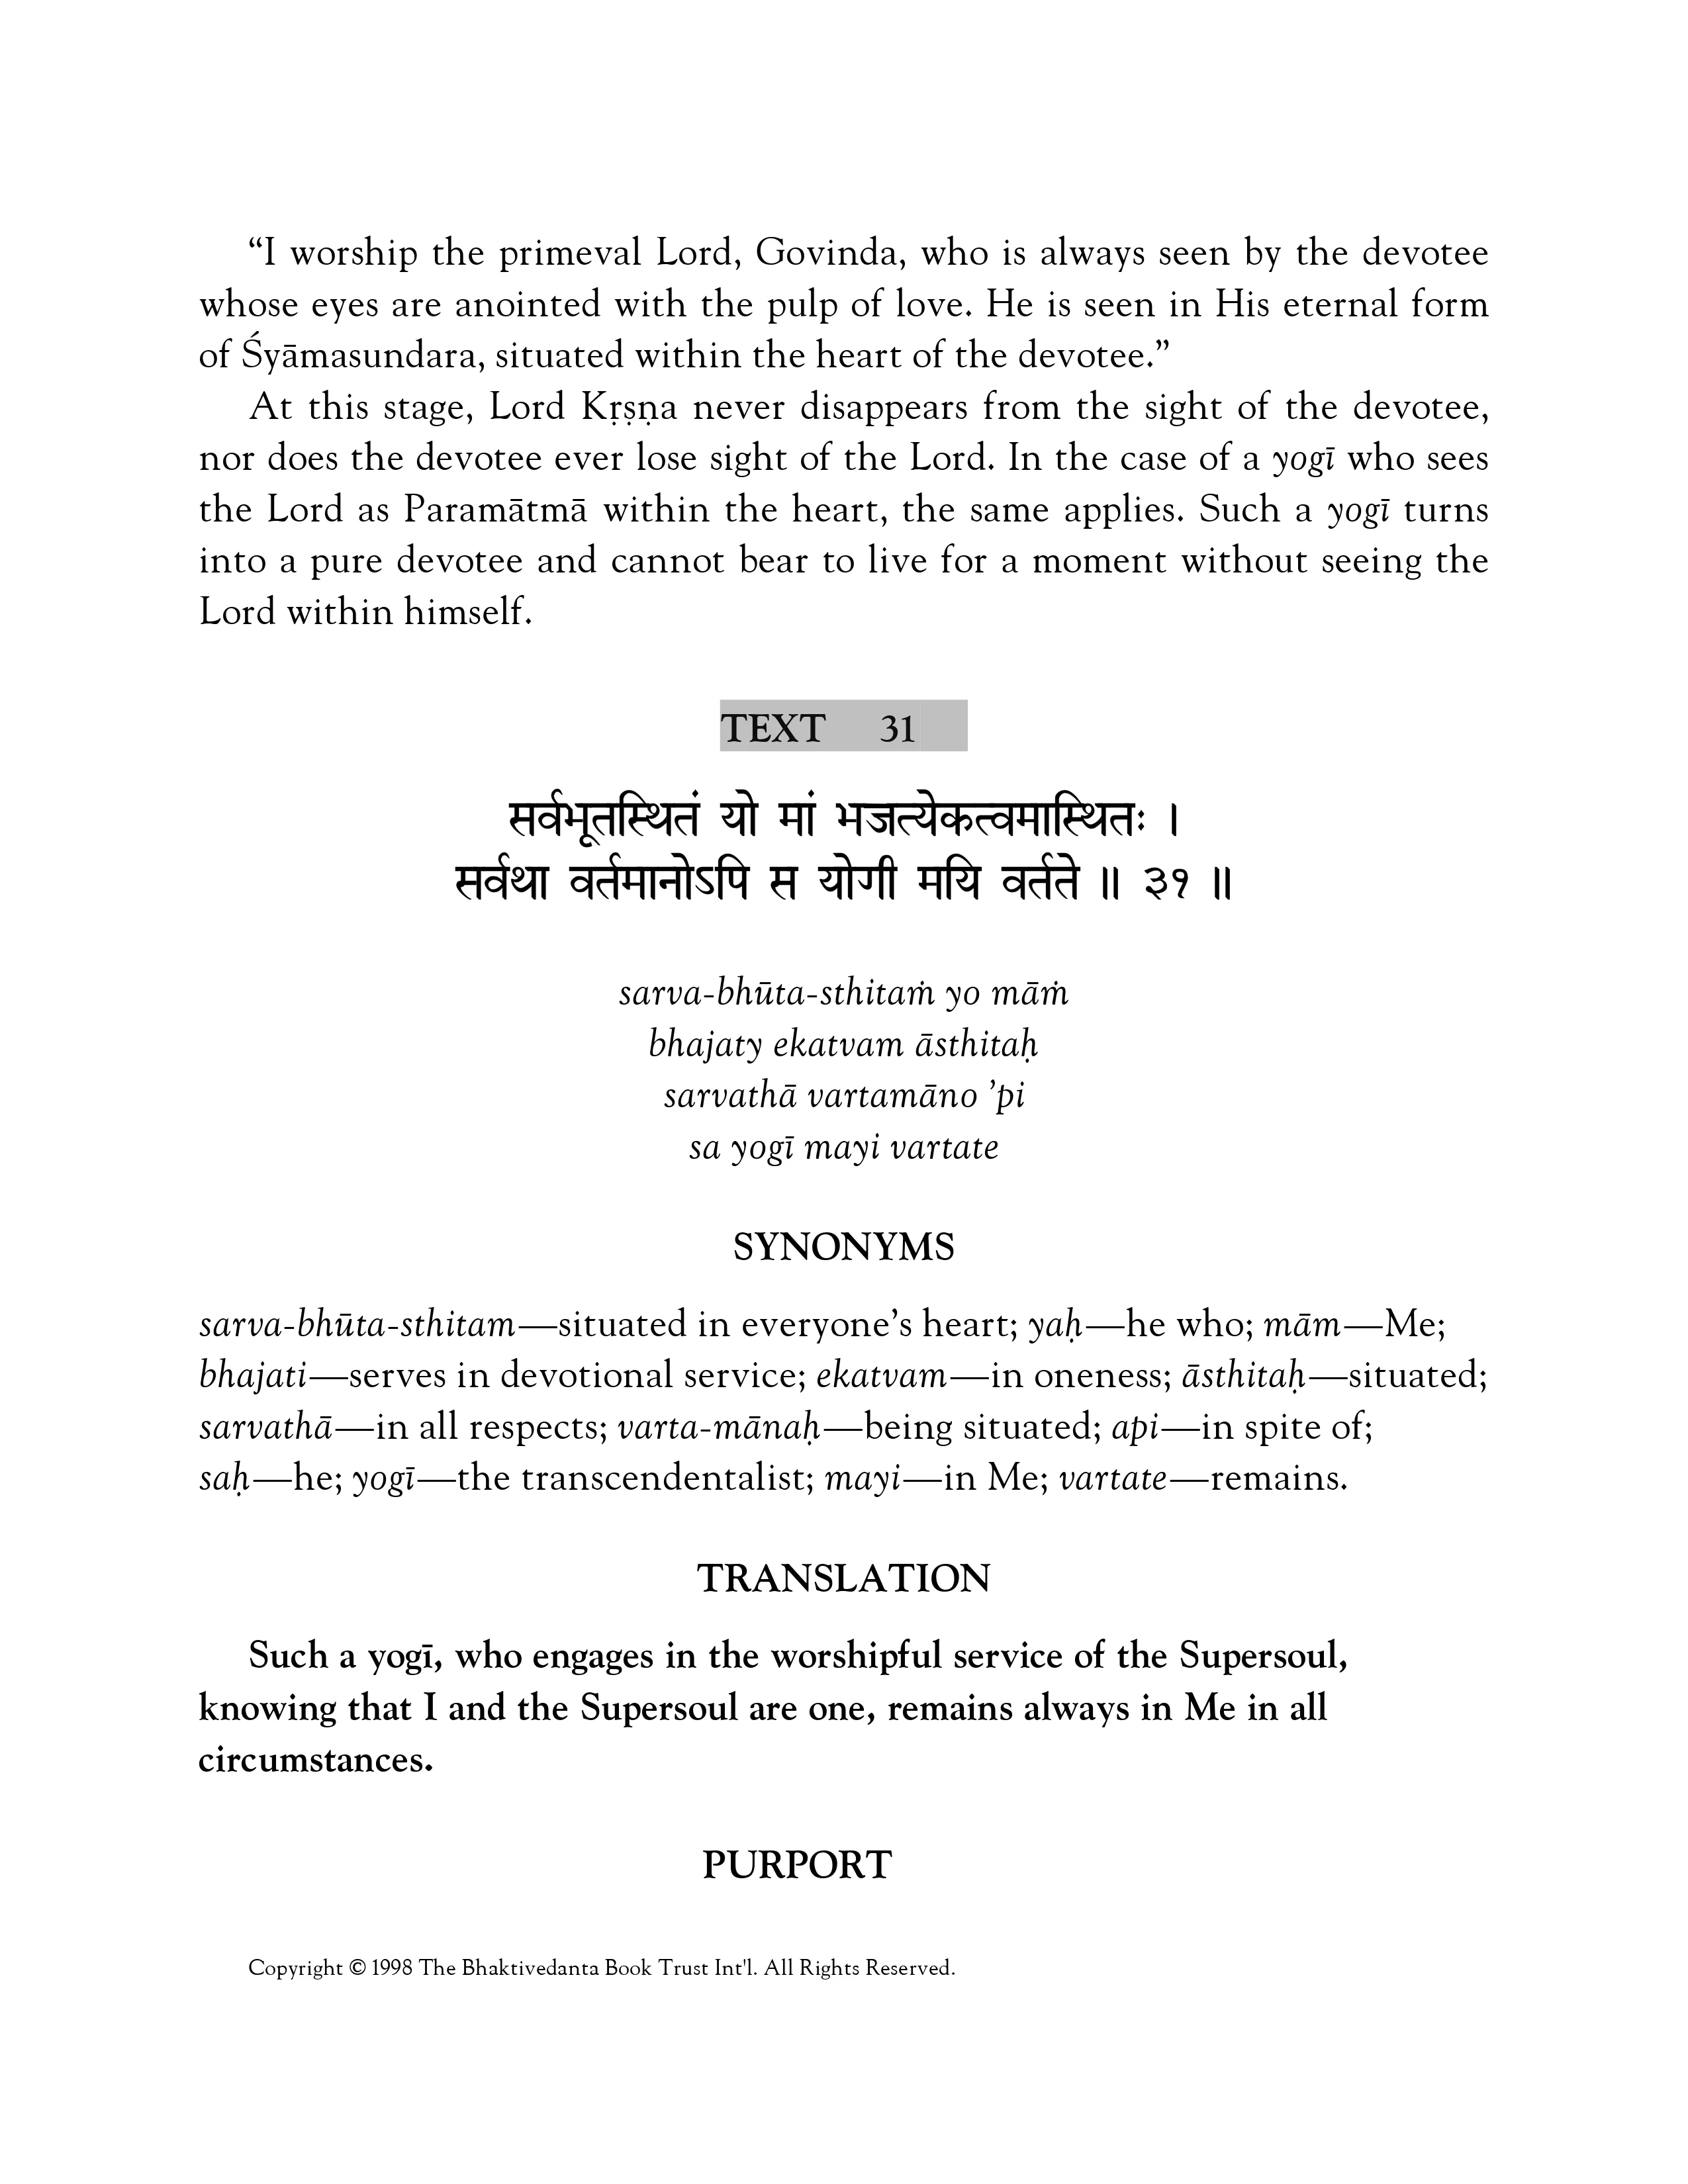 “I worship the primeval Lord, Govinda, who is always seen by the devotee
whose eyes are anointed with the pulp of love. He is seen in His eternal form
of Śyāmasundara, situated within the heart of the devotee.”
At this stage, Lord Kṛṣṇa never disappears from the sight of the devotee,
nor does the devotee ever lose sight of the Lord. In the case of a yogī who sees
the Lord as Paramātmā within the heart, the same applies. Such a yogī turns
into a pure devotee and cannot bear to live for a moment without seeing the
Lord within himself.
TEXT 31
सर्वभूतस्थितं यो मां भजत्येकत्वमास्थितः ।
सर्वथा वर्तमानोऽपि स योगी मयि वर्तते ॥ ३१ ॥
sarva-bhūta-sthitaṁ yo māṁ
bhajaty ekatvam āsthitaḥ
sarvathā vartamāno ’pi
sa yogī mayi vartate
SYNONYMS
sarva-bhūta-sthitam—situated in everyone’s heart; yaḥ—he who; mām—Me;
bhajati—serves in devotional service; ekatvam—in oneness; āsthitaḥ—situated;
sarvathā—in all respects; varta-mānaḥ—being situated; api—in spite of;
saḥ—he; yogī—the transcendentalist; mayi—in Me; vartate—remains.
TRANSLATION
Such a yogī, who engages in the worshipful service of the Supersoul,
knowing that I and the Supersoul are one, remains always in Me in all
circumstances.
PURPORT
Copyright © 1998 The Bhaktivedanta Book Trust Int'l. All Rights Reserved.